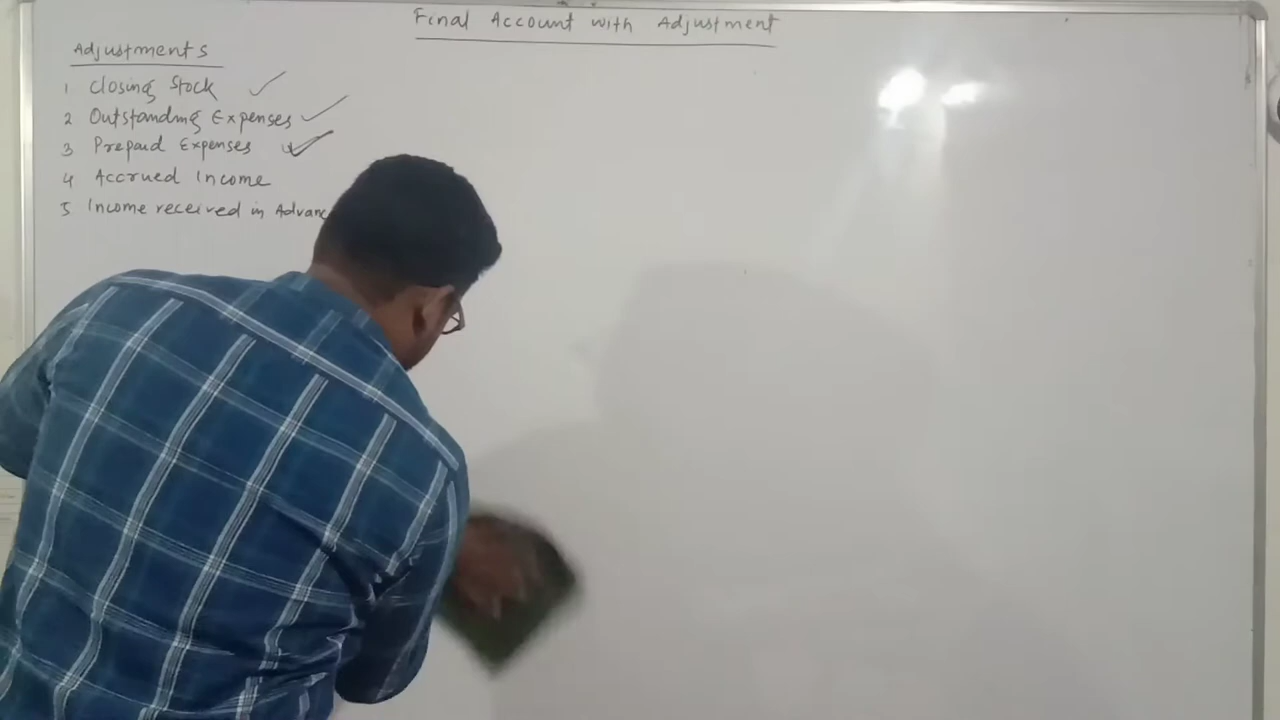 Final Account with Adjustment
Adjustments
1 Closing Stock
2 Outstanding Expenses
3 Prepaid Expenses
4 Accrued Income
5 Income received in Advanc